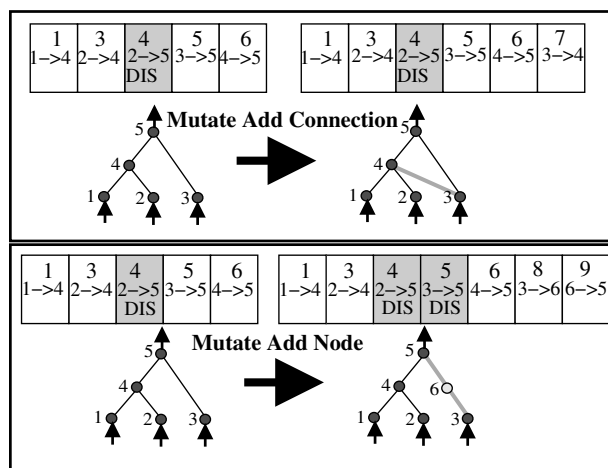 1 3 4 5 6
1->4 2->4 2->5 3->5 4->5
DIS
1 3 4 5 6 7
1->4 2->4 2->5 3->5 4->5 3->4
DIS
Mutate Add Connection
5 5
4 4
1 2 3 1 2 3
1 3 4 5 6
1->4 2->4 2->5 3->5 4->5
DIS
1 3 4 5 6 8 9
1->4 2->4 2->5 3->5 4->5 3->6 6->5
DIS DIS
Mutate Add Node
5 5
4 4 6
1 2 3 1 2 3